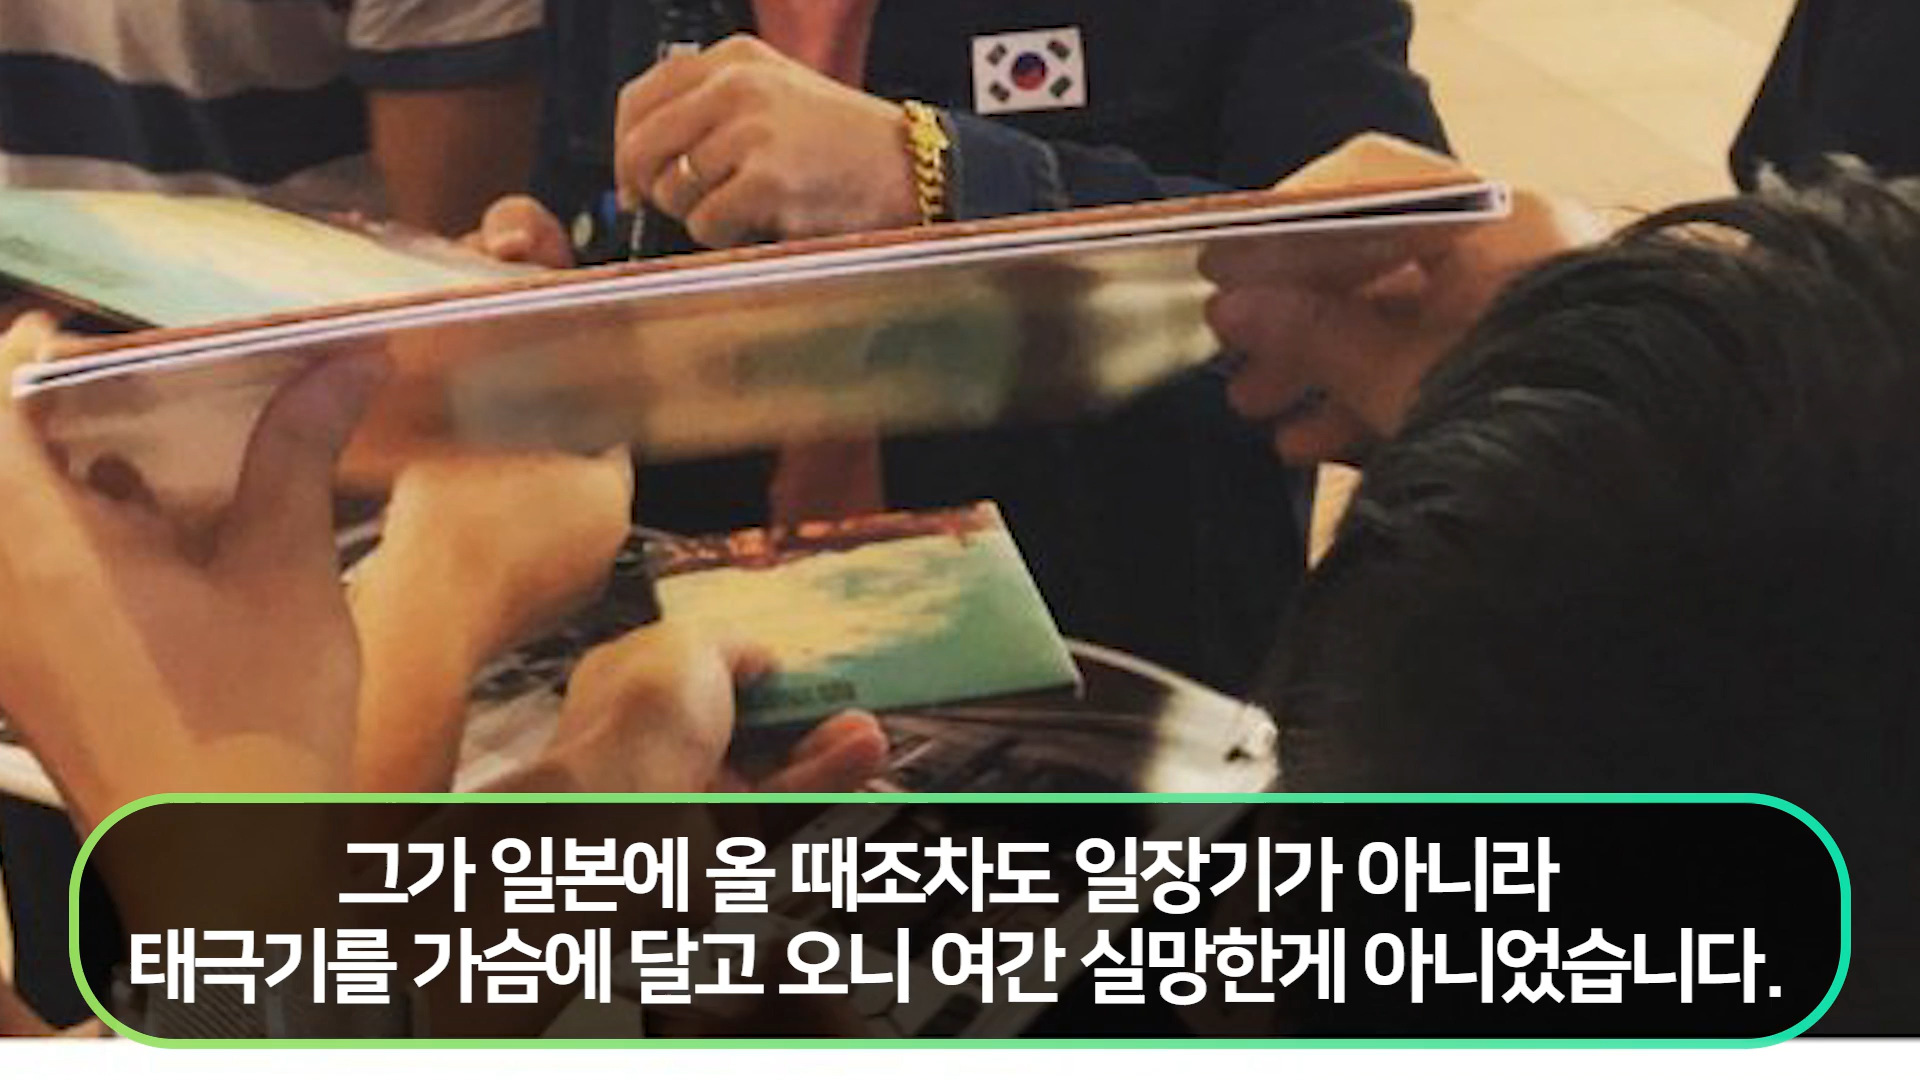 그가 일본에 올 때조차도 일장기가 아니라
태극기를 가슴에 달고 오니 여간 실망한게 아니었습니다.